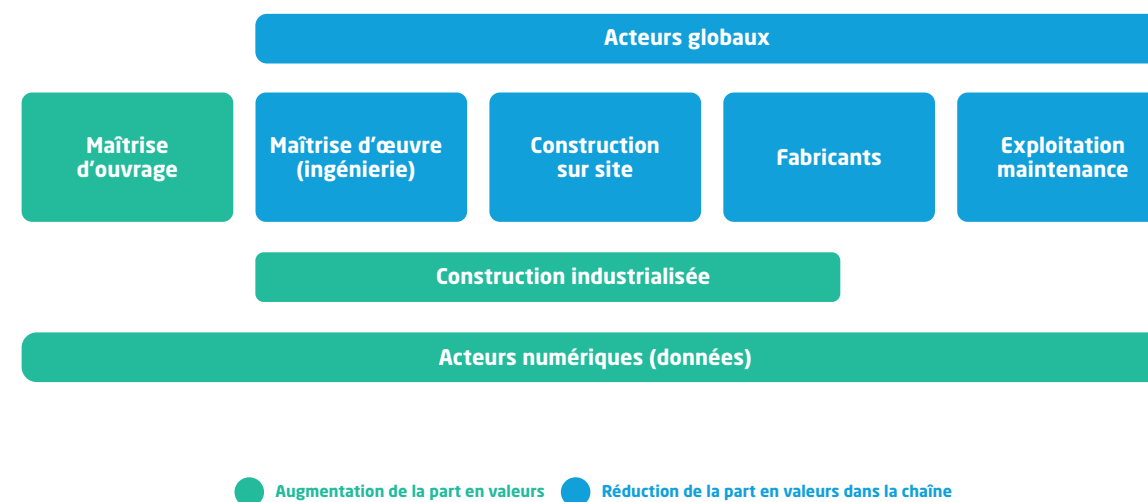 Acteurs globaux
Maîtrise
d'ouvrage
Maîtrise d'œuvre
(ingénierie)
Construction
sur site
Fabricants
Exploitation
maintenance
Construction industrialisée
Acteurs numériques (données)
Augmentation de la part en valeurs
Réduction de la part en valeurs dans la chaîne